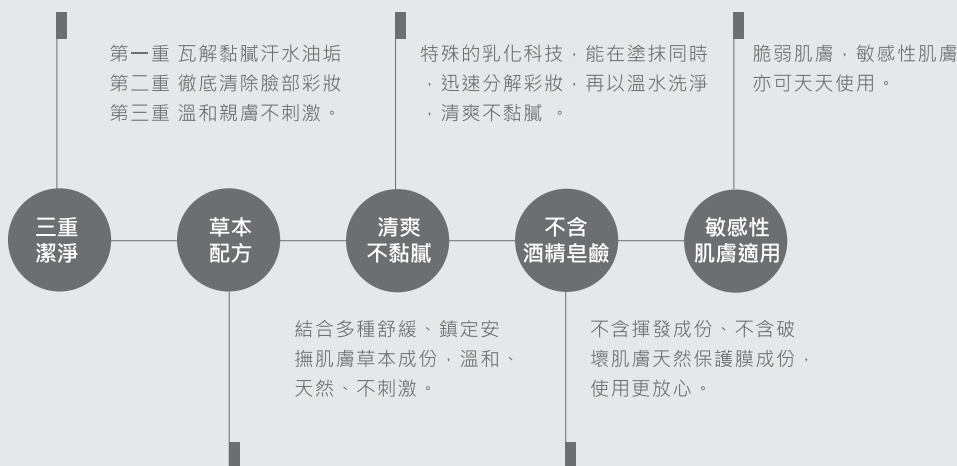 第一重 瓦解黏膩汗水油垢
第二重 徹底清除臉部彩妝
第三重 溫和親膚不刺激。
特殊的乳化科技，能在塗抹同時
，迅速分解彩妝，再以溫水洗淨
，清爽不黏膩 。
脆弱肌膚，敏感性肌膚
亦可天天使用。
三重
潔淨
草本
配方
清爽
不黏膩
不含
酒精皂鹼
敏感性
肌膚適用
結合多種舒緩、鎮定安
撫肌膚草本成份，溫和、
天然、不刺激。
不含揮發成份、不含破
壞肌膚天然保護膜成份，
使用更放心。